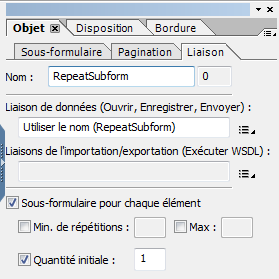 Objet Disposition Bordure
Sous-formulaire Pagination Liaison
Nom : RepeatSubform 0
Liaison de données (Ouvrir, Enregistrer, Envoyer) :
Utiliser le nom (RepeatSubform)
Liaisons de l'importation/exportation (Exécuter WSDL) :
Sous-formulaire pour chaque élément
Min. de répétitions : Max :
Quantité initiale : 1